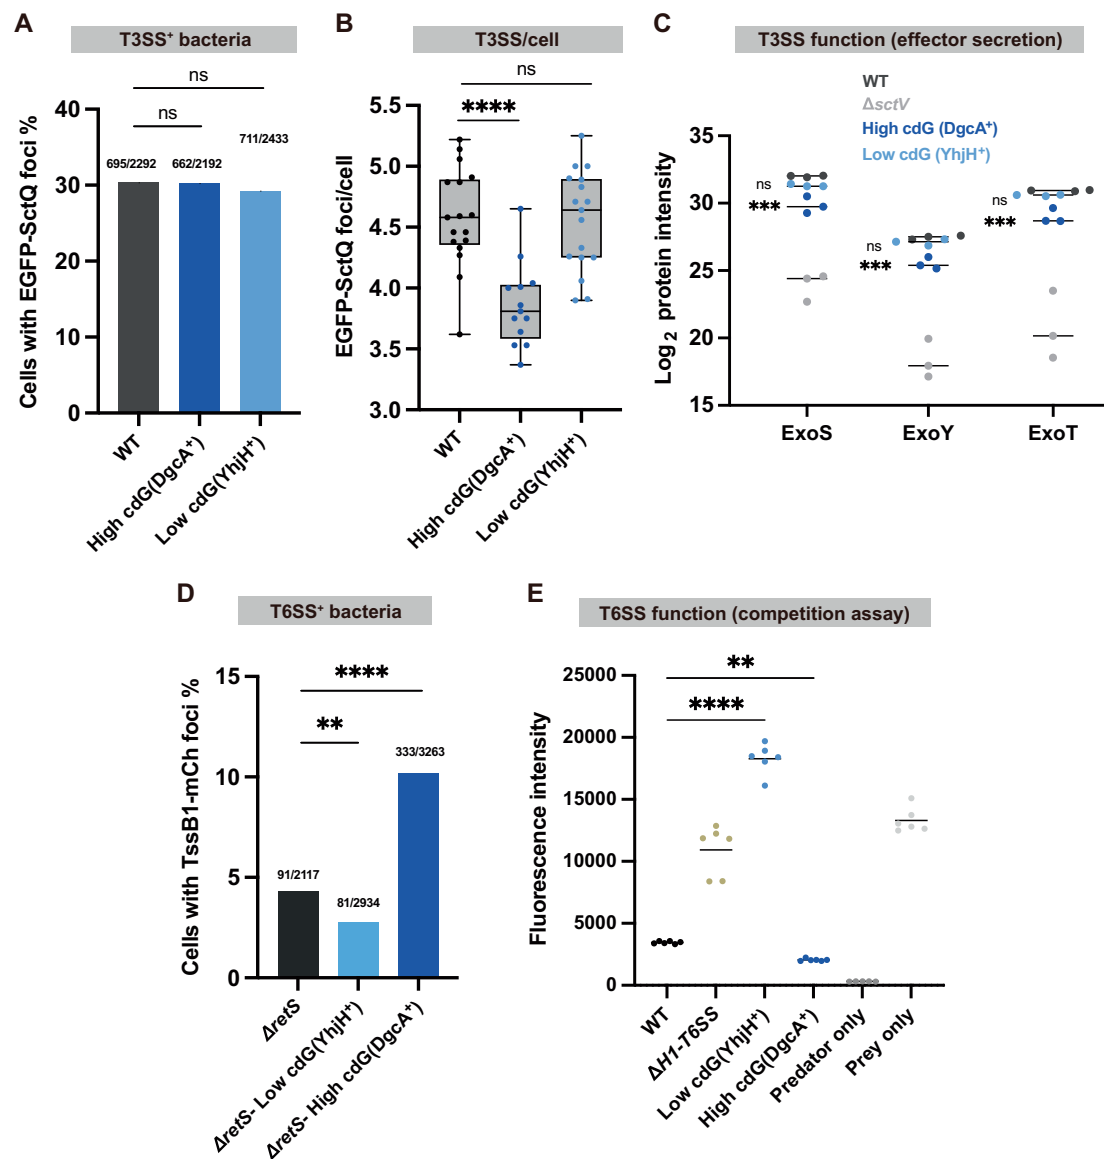 A
T3SS⁺ bacteria
ns
ns
695/2292
662/2192
711/2433
40
30
20
10
0
Cells with EGFP-SctQ foci %
WT
High cdG(DgcA⁺)
Low cdG(YhjH⁺)
B
T3SS/cell
ns
****
5.5
5.0
4.5
4.0
3.5
3.0
EGFP-SctQ foci/cell
WT
High cdG(DgcA⁺)
Low cdG(YhjH⁺)
C
T3SS function (effector secretion)
WT
ΔsctV
High cdG (DgcA⁺)
Low cdG (YhjH⁺)
35
30
25
20
15
Log₂ protein intensity
ns
***
ns
***
ns
***
ExoS
ExoY
ExoT
D
T6SS⁺ bacteria
****
**
91/2117
81/2934
333/3263
15
10
5
0
Cells with TssB1-mCh foci %
ΔretS
ΔretS- Low cdG(YhjH⁺)
ΔretS- High cdG(DgcA⁺)
E
T6SS function (competition assay)
**
****
25000
20000
15000
10000
5000
0
Fluorescence intensity
WT
ΔH1-T6SS
Low cdG(YhjH⁺)
High cdG(DgcA⁺)
Predator only
Prey only